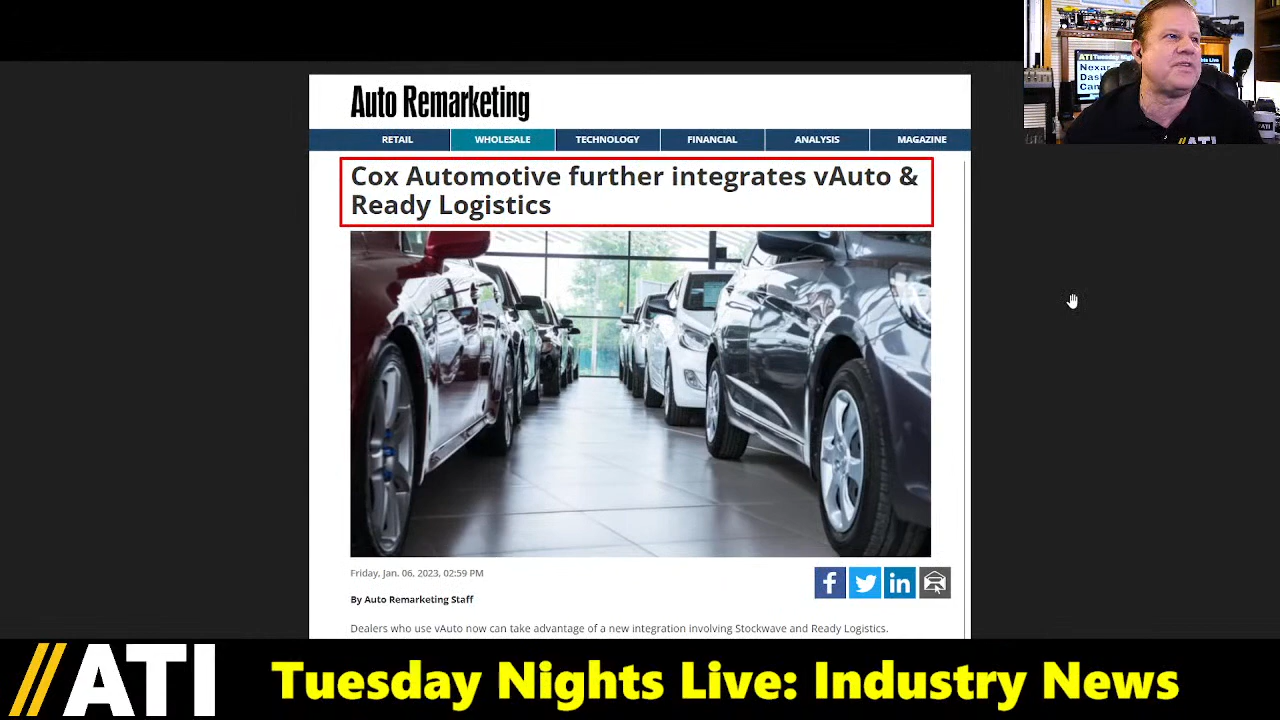 Auto Remarketing
RETAIL
WHOLESALE
TECHNOLOGY
FINANCIAL
ANALYSIS
MAGAZINE
Cox Automotive further integrates vAuto &
Ready Logistics
Friday, Jan. 06. 2023, 02:59 PM
By Auto Remarketing Staff
Dealers who use vAuto now can take advantage of a new integration involving Stockwave and Ready Logistics.
ATI
//ATI
Tuesday Nights Live: Industry News